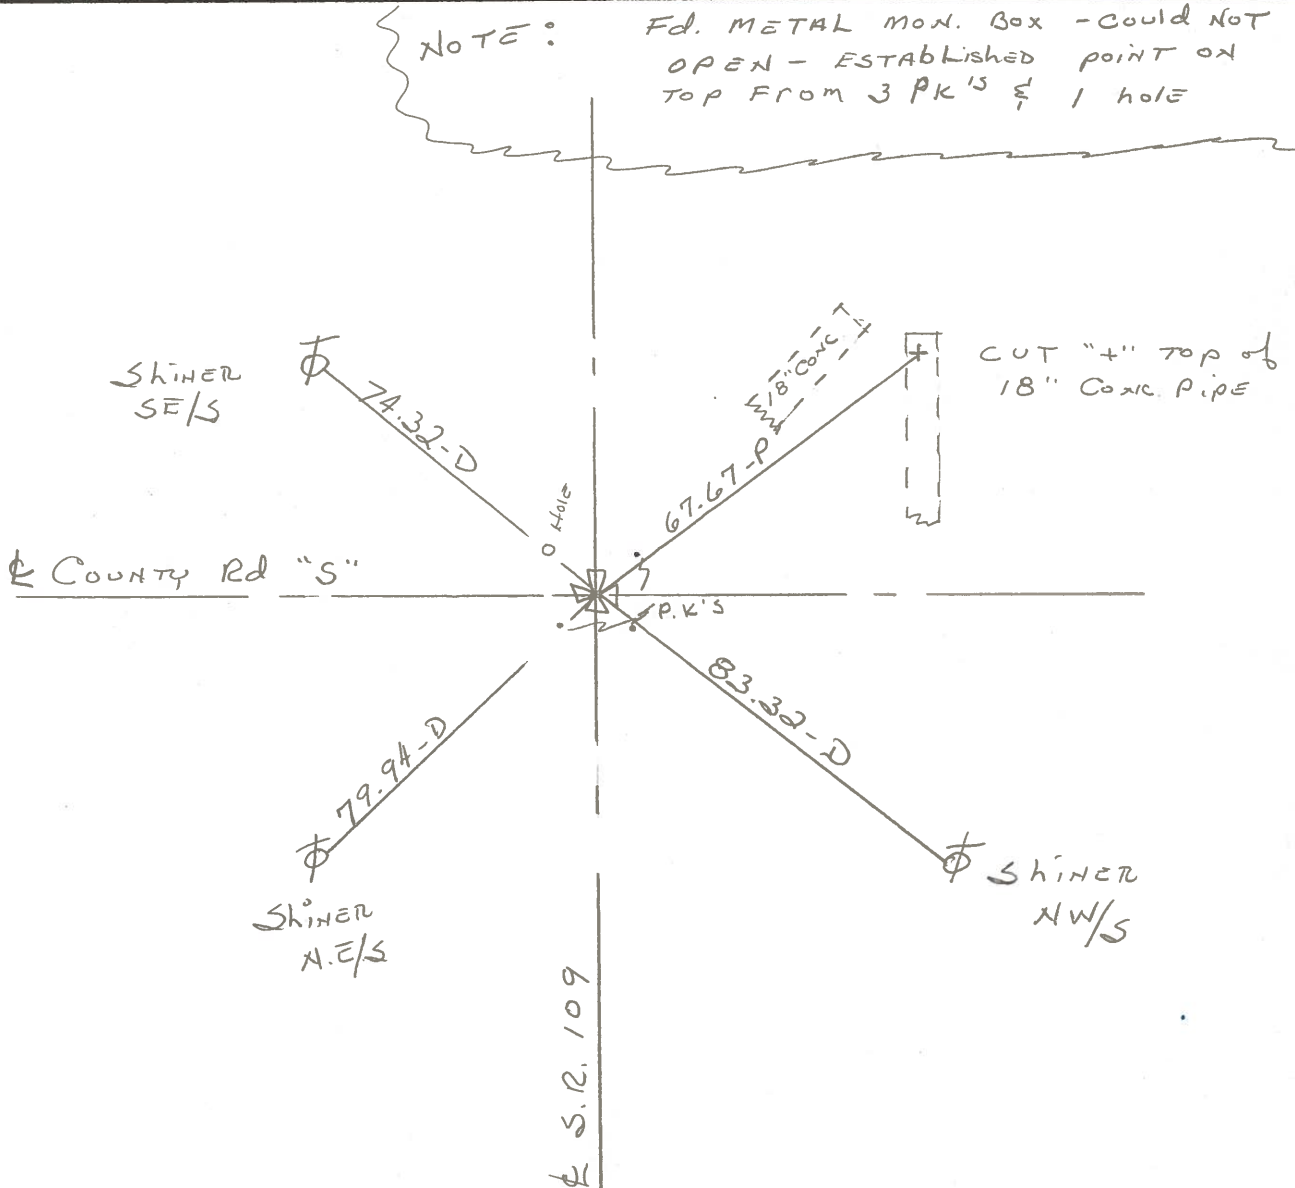 NOTE: Fd. METAL MON. Box - Could NOT
OPEN - ESTAbLisHED point ON
TOP From 3 PK'S & 1 holE
ShiNER
SE/S
74.32-D
18" CONC.
67.67-P
CUT "+" TOP of
18" CONC. PiPE
O HOlE
℄ COUNTY Rd "S"
P.K'S
83.32-D
79.94-D
ShiNER
N.E/S
ShiNER
NW/S
℄ S.R. 109